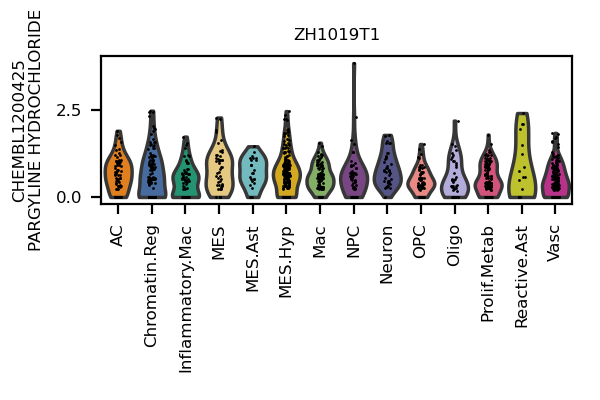 ZH1019T1
CHEMBL1200425
PARGYLINE HYDROCHLORIDE
2.5
0.0
AC
Chromatin.Reg
Inflammatory.Mac
MES
MES.Ast
MES.Hyp
Mac
NPC
Neuron
OPC
Oligo
Prolif.Metab
Reactive.Ast
Vasc